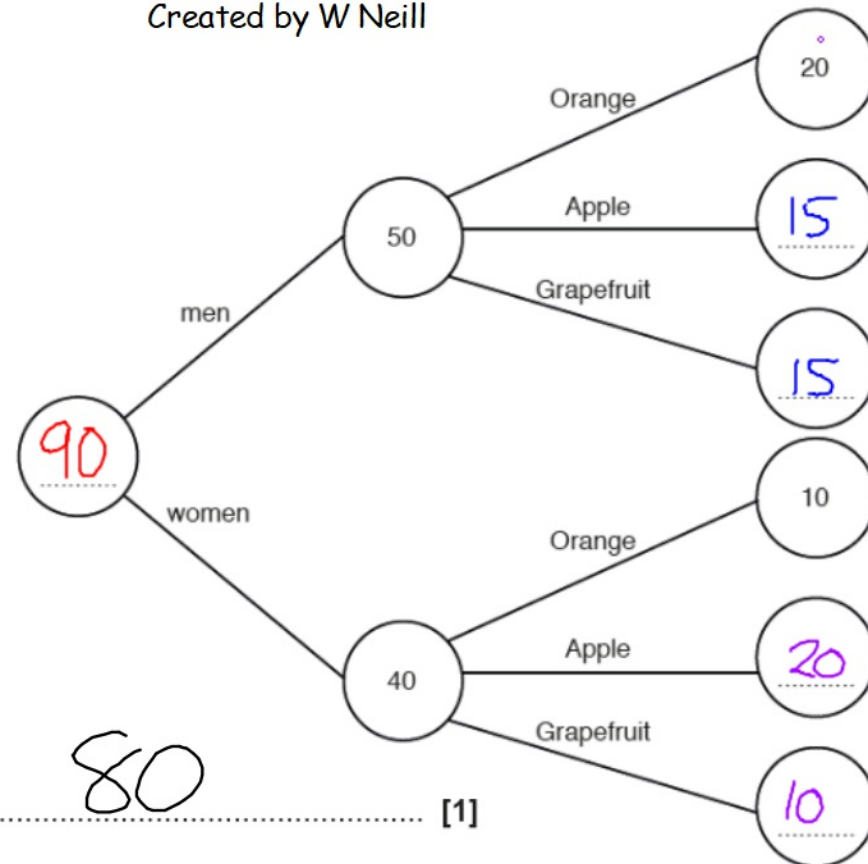 Created by W Neill
20
Orange
Apple
15
50
Grapefruit
men
15
90
women
10
Orange
Apple
20
40
Grapefruit
80
10
[1]